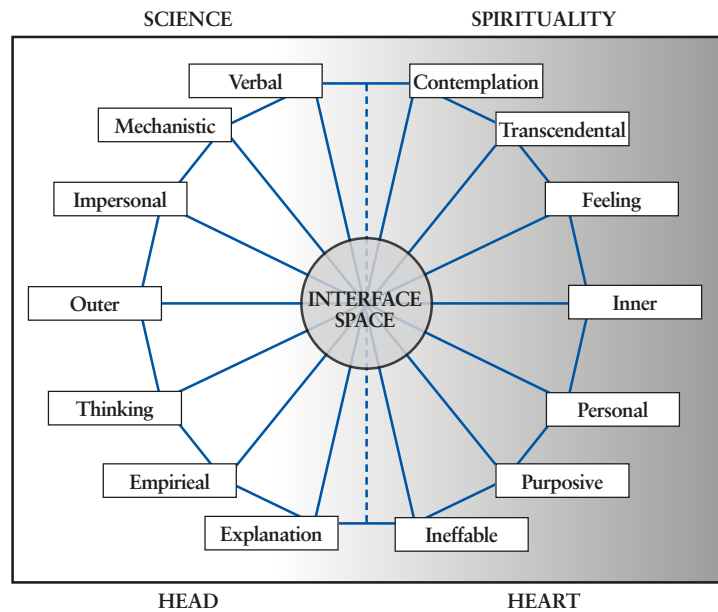 SCIENCE
SPIRITUALITY
Verbal
Contemplation
Mechanistic
Transcendental
Impersonal
Feeling
Outer
INTERFACE
SPACE
Inner
Thinking
Personal
Empirieal
Purposive
Explanation
Ineffable
HEAD
HEART